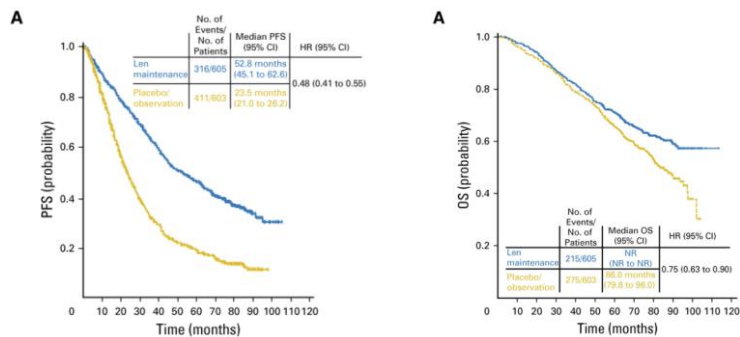 A
No. of
Events/
No. of
Patients
Median PFS
(95% CI)
HR (95% CI)
Len
maintenance
316/605
52.8 months
(45.1 to 62.6)
0.48 (0.41 to 0.55)
Placebo/
observation
411/603
23.5 months
(21.0 to 26.2)
1.0
0.8
0.6
0.4
0.2
PFS (probability)
0 10 20 30 40 50 60 70 80 90 100 110 120
Time (months)
A
1.0
0.8
0.6
0.4
0.2
OS (probability)
No. of
Events/
No. of
Patients
Median OS
(95% CI)
HR (95% CI)
Len
maintenance
215/605
NR
(NR to NR)
0.75 (0.63 to 0.90)
Placebo/
observation
275/603
86.0 months
(79.8 to 96.0)
0 10 20 30 40 50 60 70 80 90 100 110 120
Time (months)